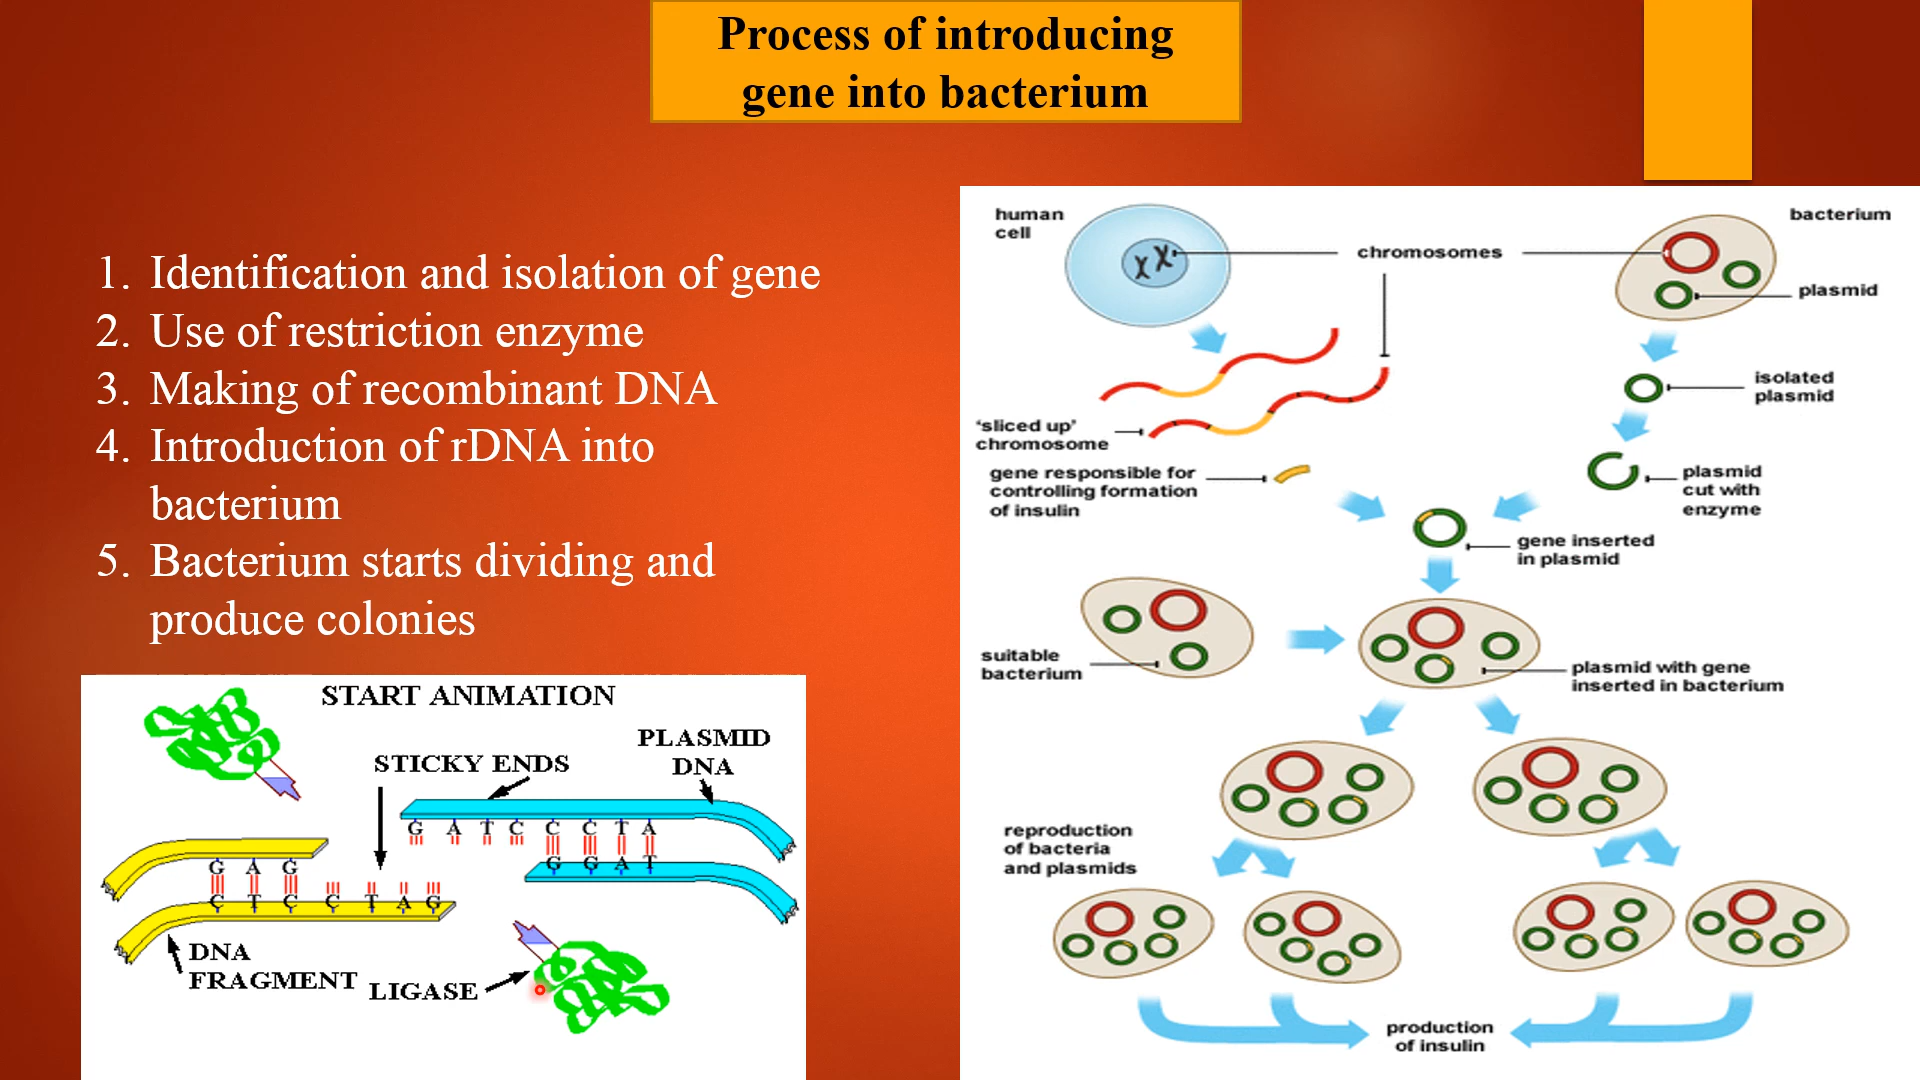 Process of introducing
gene into bacterium
1. Identification and isolation of gene
2. Use of restriction enzyme
3. Making of recombinant DNA
4. Introduction of rDNA into
bacterium
5. Bacterium starts dividing and
produce colonies
START ANIMATION
STICKY ENDS
PLASMID
DNA
G A T C C C T A
G G A T
G A G
C T C C T A G
DNA
FRAGMENT
LIGASE
human
cell
chromosomes
bacterium
plasmid
isolated
plasmid
'sliced up'
chromosome
gene responsible for
controlling formation
of insulin
plasmid
cut with
enzyme
gene inserted
in plasmid
suitable
bacterium
plasmid with gene
inserted in bacterium
reproduction
of bacteria
and plasmids
production
of insulin